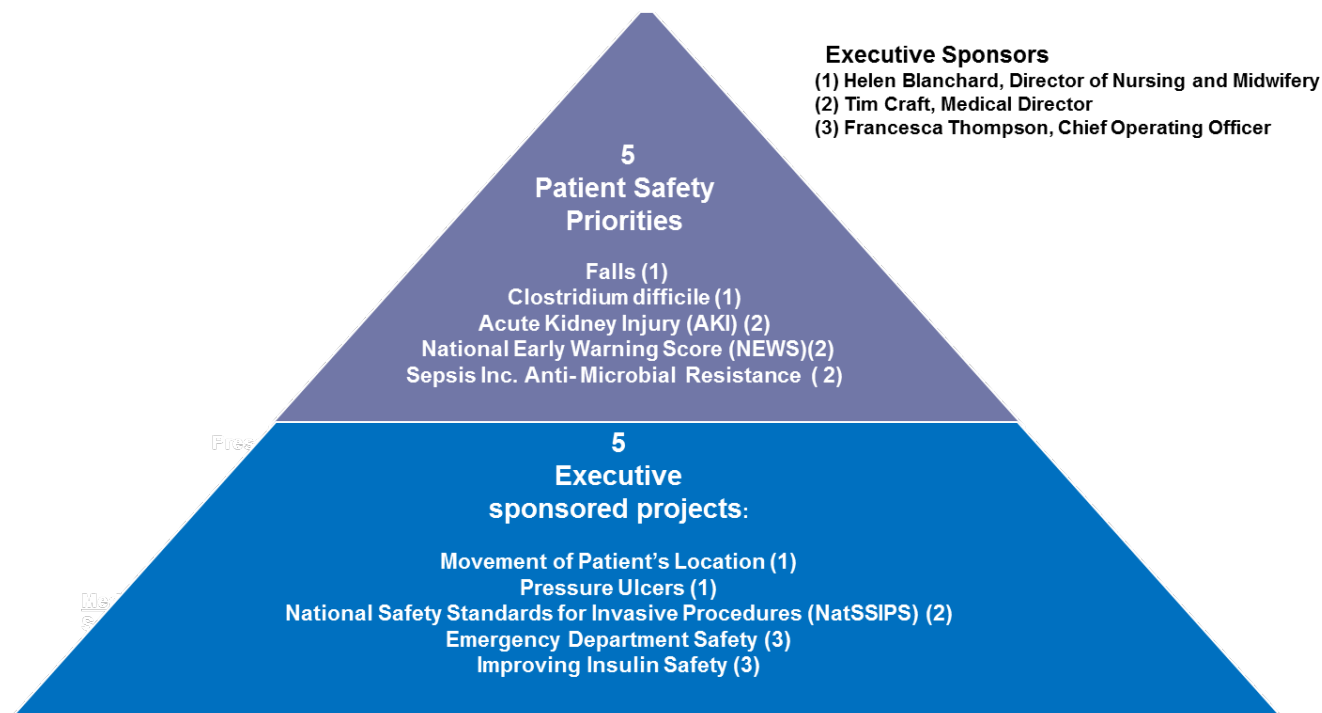 Executive Sponsors
(1) Helen Blanchard, Director of Nursing and Midwifery
(2) Tim Craft, Medical Director
(3) Francesca Thompson, Chief Operating Officer
5
Patient Safety
Priorities
Falls (1)
Clostridium difficile (1)
Acute Kidney Injury (AKI) (2)
National Early Warning Score (NEWS)(2)
Sepsis Inc. Anti- Microbial Resistance ( 2)
5
Executive
sponsored projects:
Movement of Patient’s Location (1)
Pressure Ulcers (1)
National Safety Standards for Invasive Procedures (NatSSIPS) (2)
Emergency Department Safety (3)
Improving Insulin Safety (3)